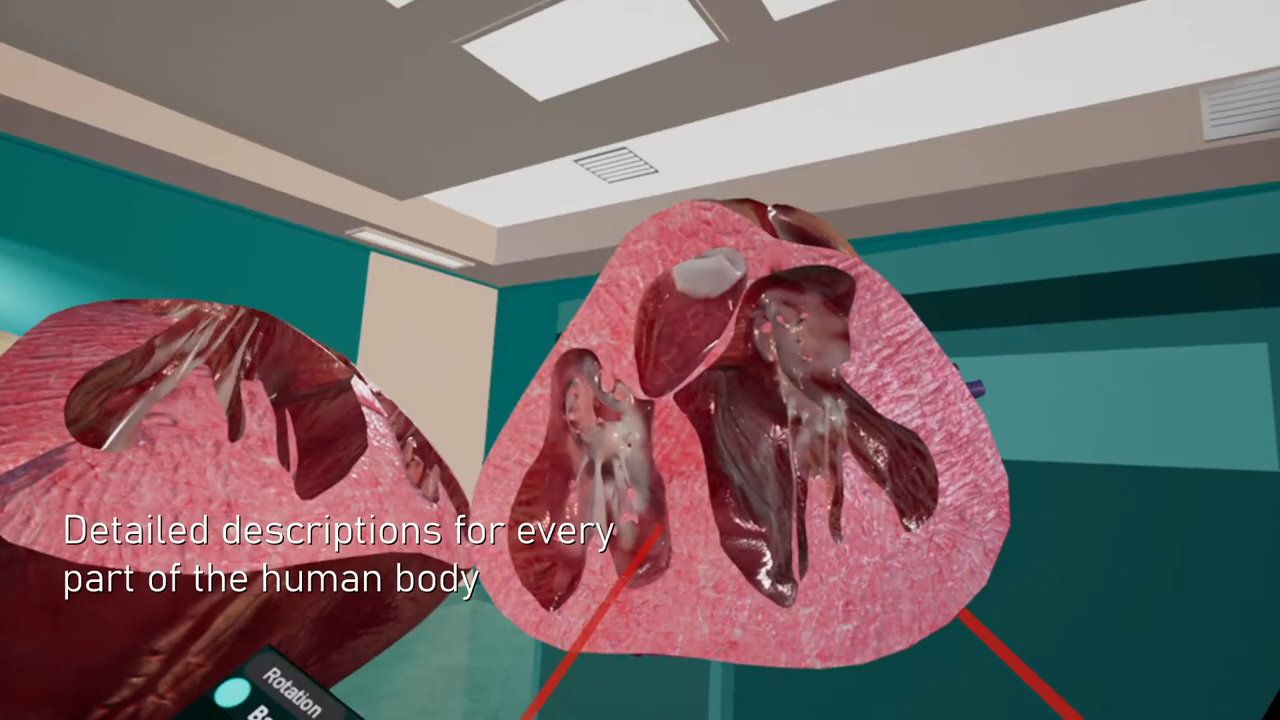 Detailed descriptions for every
part of the human body
Rotation